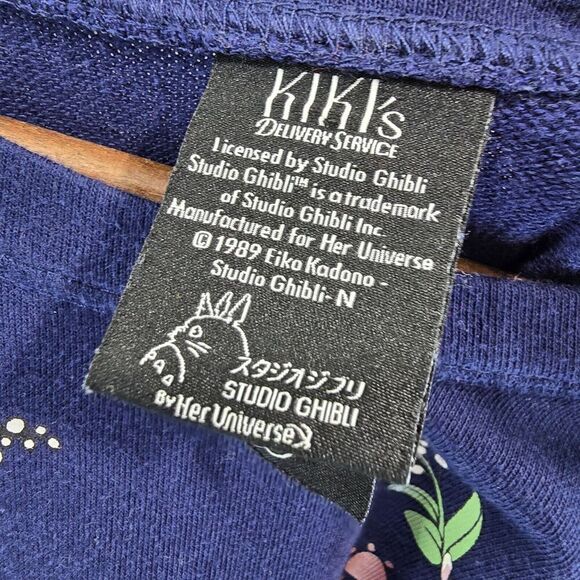 KIKI's
DELIVERY SERVICE
Licensed by Studio Ghibli
Studio Ghibli™ is a trademark
of Studio Ghibli Inc.
Manufactured for Her Universe
© 1989 Eiko Kadono -
Studio Ghibli - N
スタジオジブリ
STUDIO GHIBLI
BY Her Universe